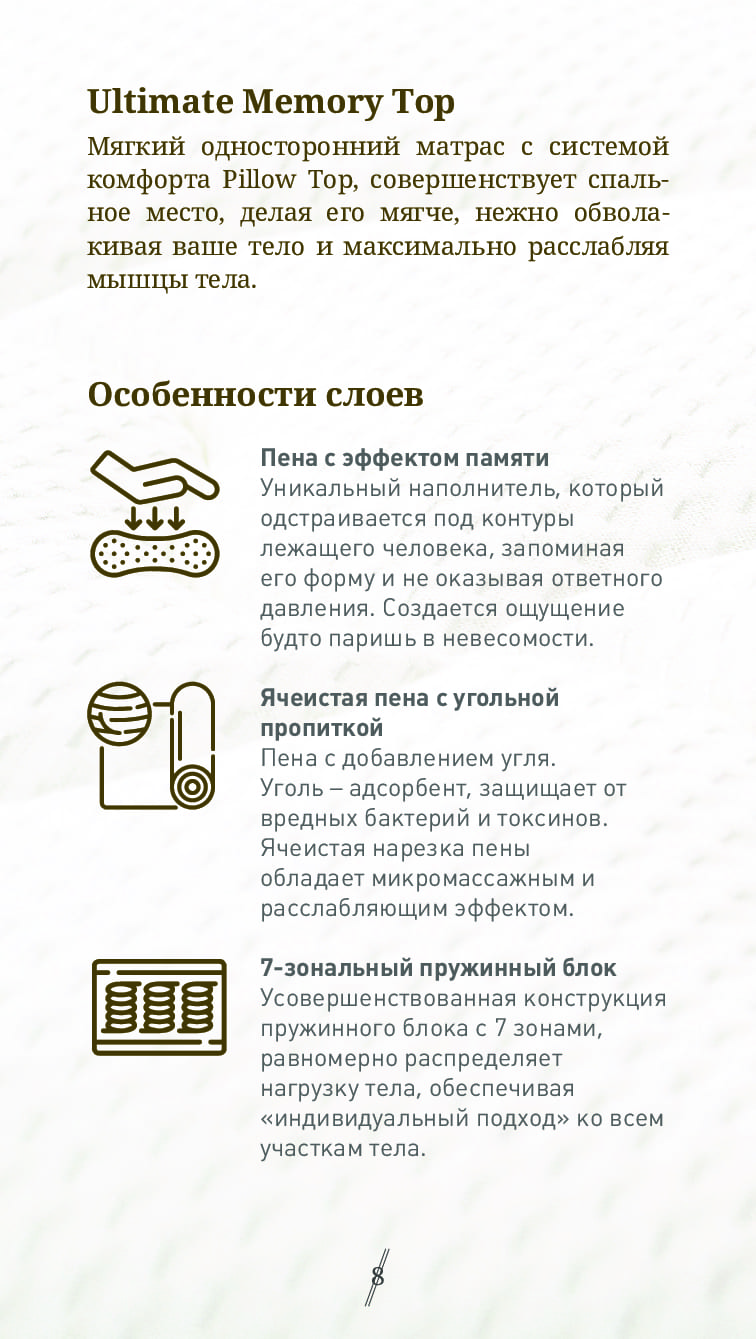 Ultimate Memory Top
Мягкий односторонний матрас с системой
комфорта Pillow Top, совершенствует спаль-
ное место, делая его мягче, нежно обвола-
кивая ваше тело и максимально расслабляя
мышцы тела.
Особенности слоев
Пена с эффектом памяти
Уникальный наполнитель, который
одстраивается под контуры
лежащего человека, запоминая
его форму и не оказывая ответного
давления. Создается ощущение
будто паришь в невесомости.
Ячеистая пена с угольной
пропиткой
Пена с добавлением угля.
Уголь – адсорбент, защищает от
вредных бактерий и токсинов.
Ячеистая нарезка пены
обладает микромассажным и
расслабляющим эффектом.
7-зональный пружинный блок
Усовершенствованная конструкция
пружинного блока с 7 зонами,
равномерно распределяет
нагрузку тела, обеспечивая
«индивидуальный подход» ко всем
участкам тела.
8